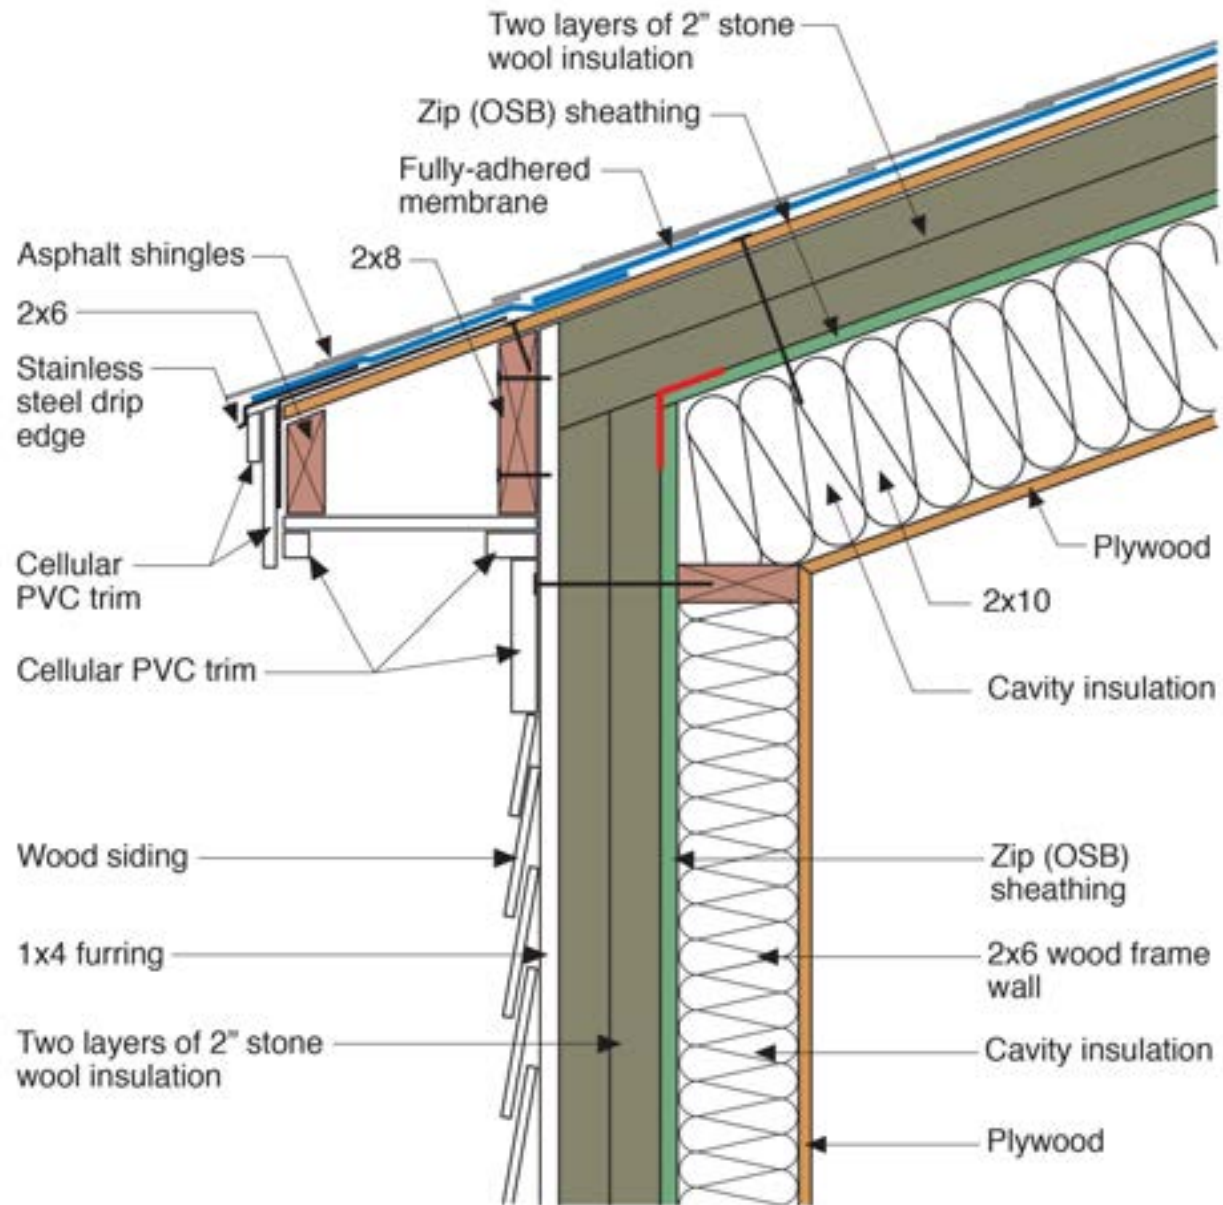 Two layers of 2” stone
wool insulation
Zip (OSB) sheathing
Fully-adhered
membrane
Asphalt shingles
2x8
2x6
Stainless
steel drip
edge
Cellular
PVC trim
Plywood
2x10
Cellular PVC trim
Cavity insulation
Wood siding
Zip (OSB)
sheathing
1x4 furring
2x6 wood frame
wall
Two layers of 2” stone
wool insulation
Cavity insulation
Plywood